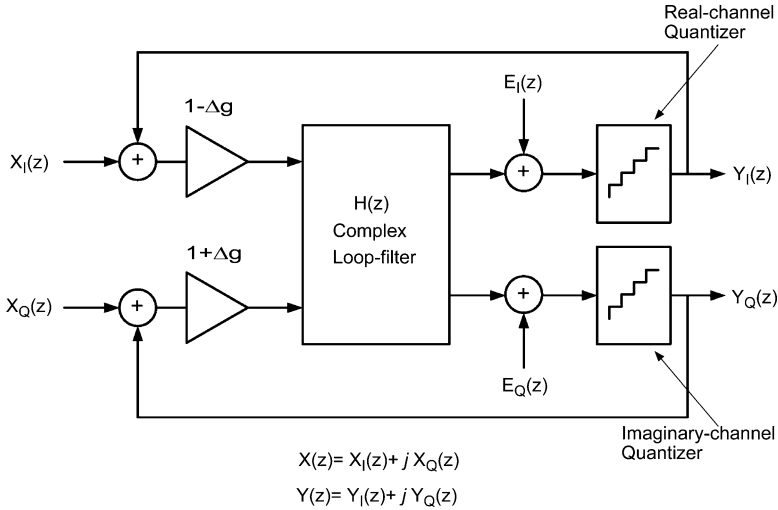 Real-channel
Quantizer
E_I(z)
1-Δg
+
+
X_I(z)
Y_I(z)
H(z)
Complex
Loop-filter
1+Δg
+
+
X_Q(z)
Y_Q(z)
E_Q(z)
Imaginary-channel
Quantizer
X(z)= X_I(z)+ j X_Q(z)
Y(z)= Y_I(z)+ j Y_Q(z)